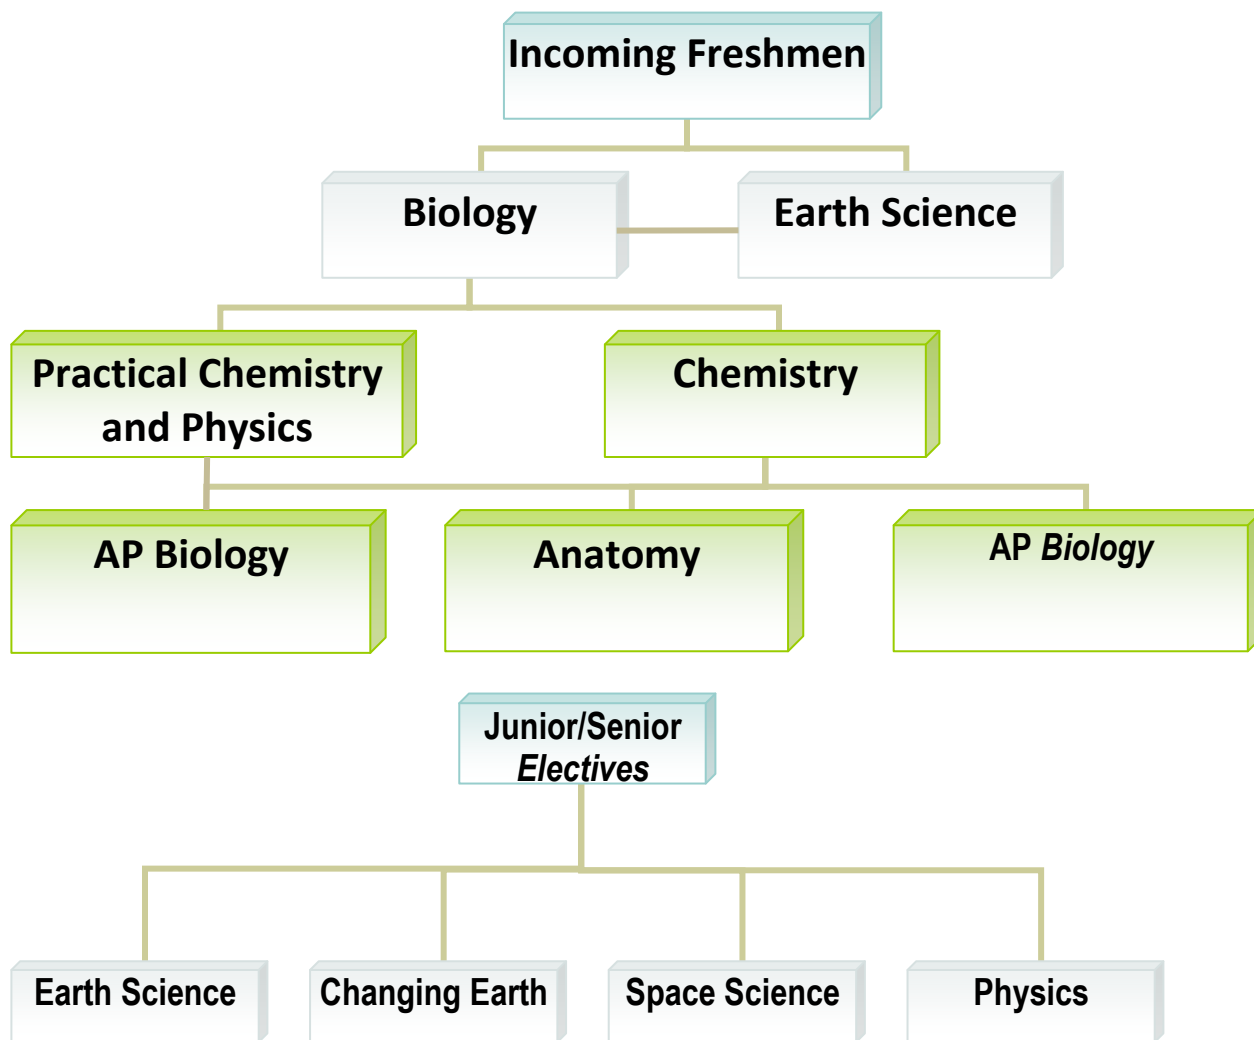 Incoming Freshmen
Biology
Earth Science
Practical Chemistry
and Physics
Chemistry
AP Biology
Anatomy
AP Biology
Junior/Senior
Electives
Earth Science
Changing Earth
Space Science
Physics